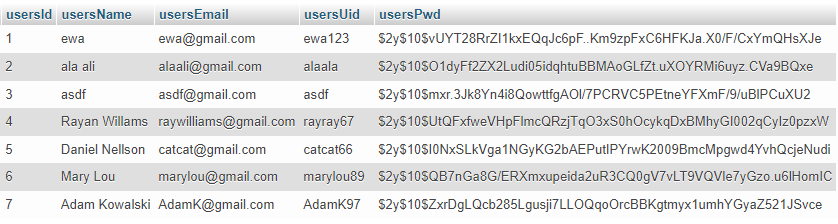 usersId usersName usersEmail usersUid usersPwd
1 ewa ewa@gmail.com ewa123 $2y$10$vUYT28RrZI1kxEQqJc6pF..Km9zpFxC6HFKJa.X0/F/CxYmQHsXJe
2 ala ali alaali@gmail.com alaala $2y$10$O1dyFf2ZX2Ludi05idqhtuBBMAoGLfZt.uXOYRMi6uyz.CVa9BQxe
3 asdf asdf@gmail.com asdf $2y$10$mxr.3Jk8Yn4i8QowttfgAOl/7PCRVC5PEtneYFXmF/9/uBIPCuXU2
4 Rayan Willams raywilliams@gmail.com rayray67 $2y$10$UtQFxfweVHpFlmcQRzjTqO3xS0hOcykqDxBMhyGI002qCyIz0pzxW
5 Daniel Nellson catcat@gmail.com catcat66 $2y$10$I0NxSLkVga1NGyKG2bAEPutlPYrwK2009BmcMpgwd4YvhQcjeNudi
6 Mary Lou marylou@gmail.com marylou89 $2y$10$QB7nGa8G/ERXmxupeida2uR3CQ0gV7vLT9VQVle7yGzo.u6lHomIC
7 Adam Kowalski AdamK@gmail.com AdamK97 $2y$10$ZxrDgLQcb285Lgusji7LLOQqoOrcBBKgtmyx1umhYGyaZ521JSvce